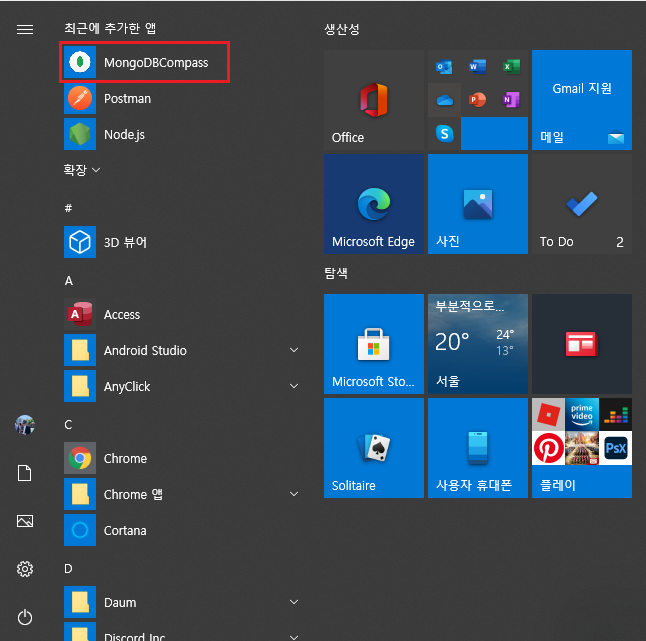 최근에 추가한 앱
MongoDBCompass
Postman
Node.js
확장
#
3D 뷰어
A
Access
Android Studio
AnyClick
C
Chrome
Chrome 앱
Cortana
D
Daum
Discord Inc
생산성
Office
Gmail 지원
메일
Microsoft Edge
사진
To Do
2
탐색
Microsoft Sto...
부분적으로...
20°
24°
13°
서울
Solitaire
사용자 휴대폰
prime video
PsX
플레이